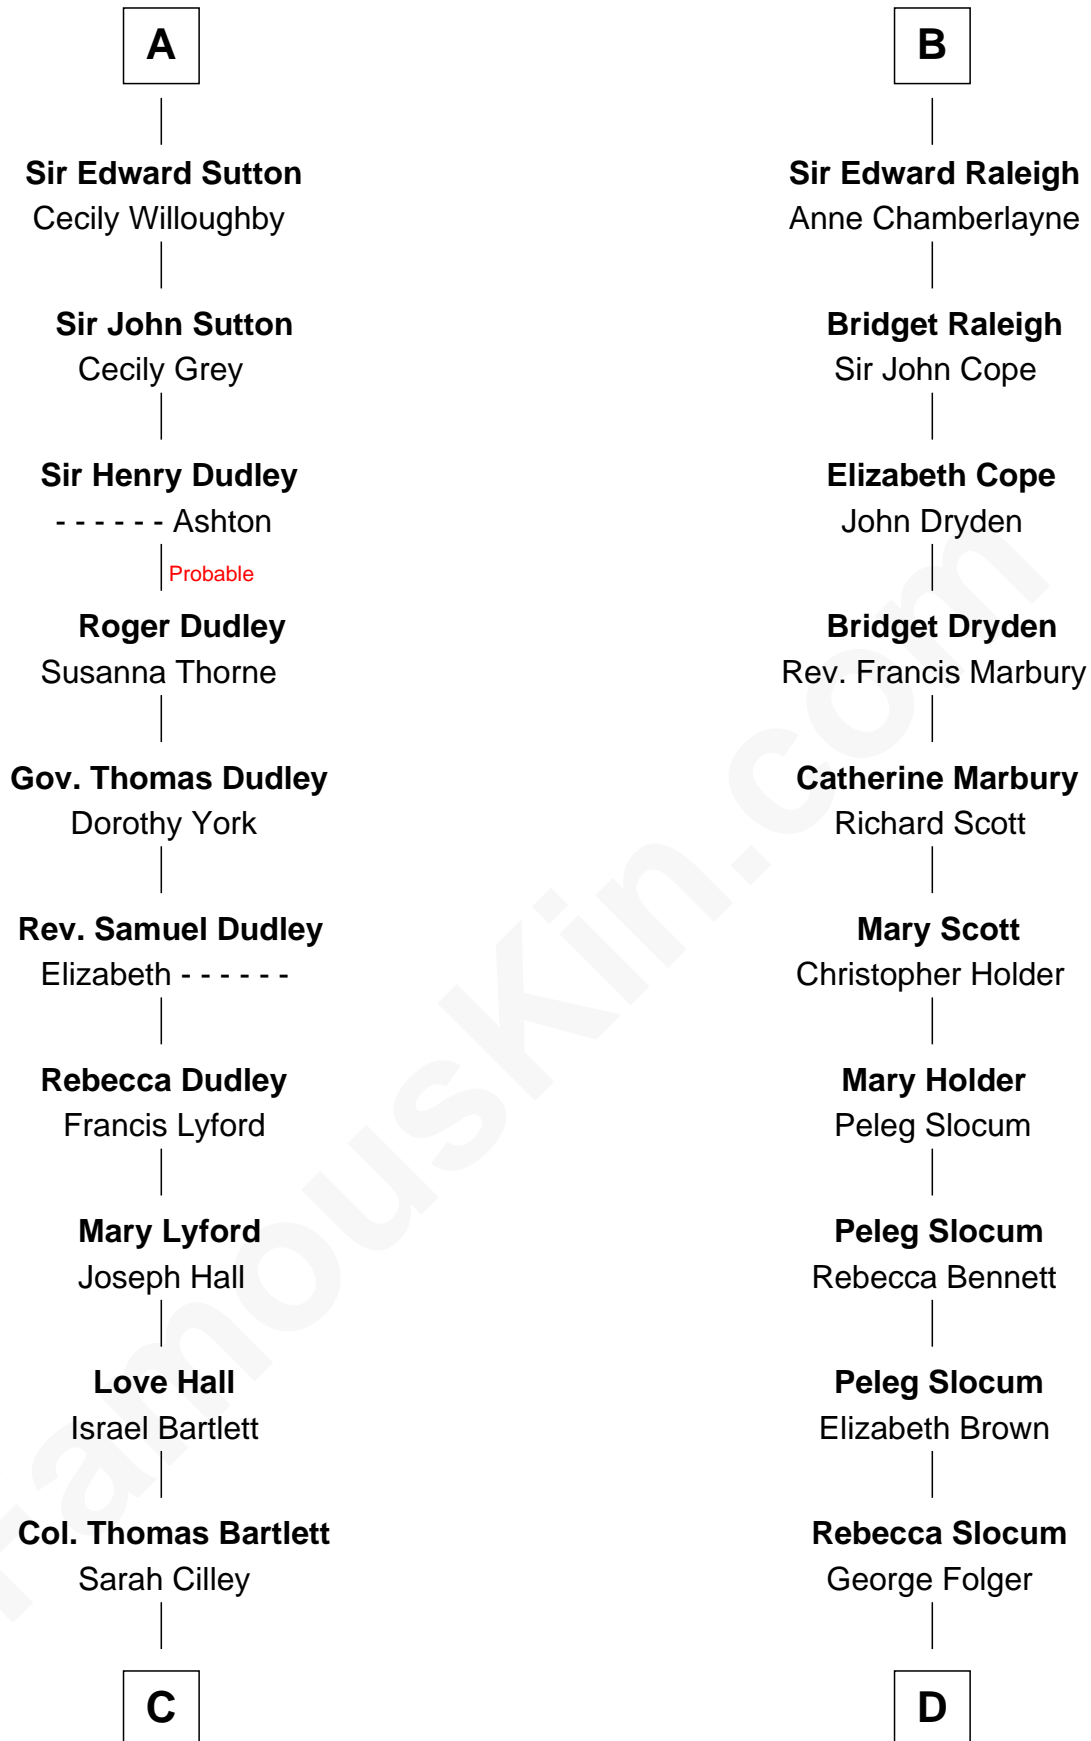 A
Sir Edward Sutton
Cecily Willoughby
Sir John Sutton
Cecily Grey
Sir Henry Dudley
- - - - - - Ashton
Probable
Roger Dudley
Susanna Thorne
Gov. Thomas Dudley
Dorothy York
Rev. Samuel Dudley
Elizabeth - - - - - -
Rebecca Dudley
Francis Lyford
Mary Lyford
Joseph Hall
Love Hall
Israel Bartlett
Col. Thomas Bartlett
Sarah Cilley
C
B
Sir Edward Raleigh
Anne Chamberlayne
Bridget Raleigh
Sir John Cope
Elizabeth Cope
John Dryden
Bridget Dryden
Rev. Francis Marbury
Catherine Marbury
Richard Scott
Mary Scott
Christopher Holder
Mary Holder
Peleg Slocum
Peleg Slocum
Rebecca Bennett
Peleg Slocum
Elizabeth Brown
Rebecca Slocum
George Folger
D
FamousKin.com